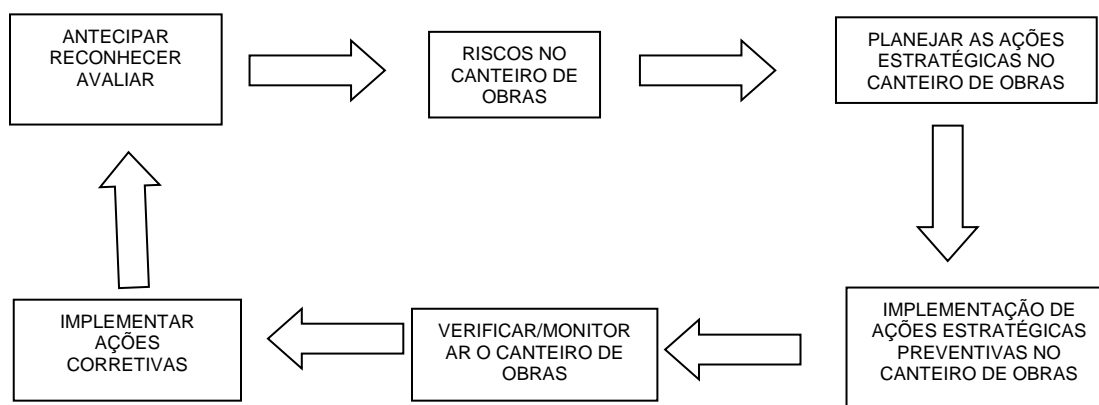 ANTECIPAR
RECONHECER
AVALIAR
RISCOS NO
CANTEIRO DE
OBRAS
PLANEJAR AS AÇÕES
ESTRATÉGICAS NO
CANTEIRO DE OBRAS
IMPLEMENTAR
AÇÕES
CORRETIVAS
VERIFICAR/MONITOR
AR O CANTEIRO DE
OBRAS
IMPLEMENTAÇÃO DE
AÇÕES ESTRATÉGICAS
PREVENTIVAS NO
CANTEIRO DE OBRAS